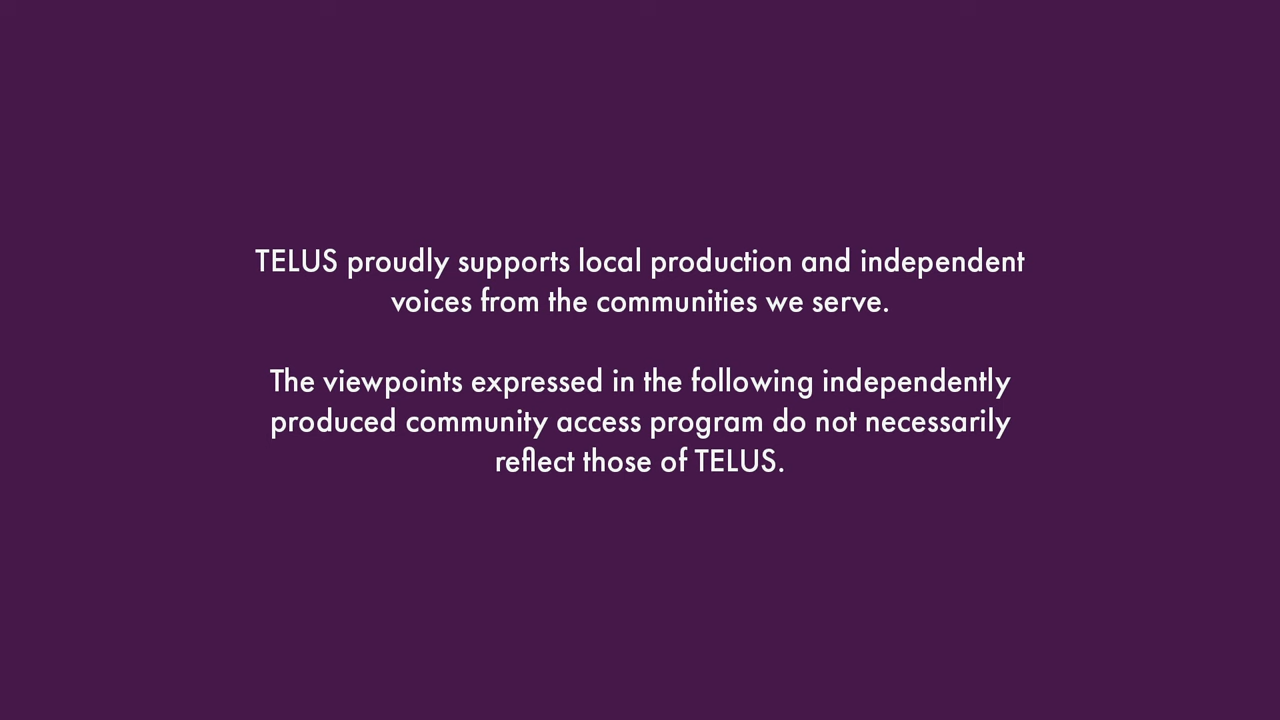 TELUS proudly supports local production and independent
voices from the communities we serve.
The viewpoints expressed in the following independently
produced community access program do not necessarily
reflect those of TELUS.